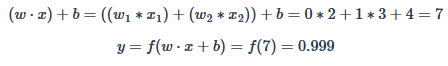 (w · x) + b = ((w₁ * x₁) + (w₂ * x₂)) + b = 0 * 2 + 1 * 3 + 4 = 7
y = f(w · x + b) = f(7) = 0.999